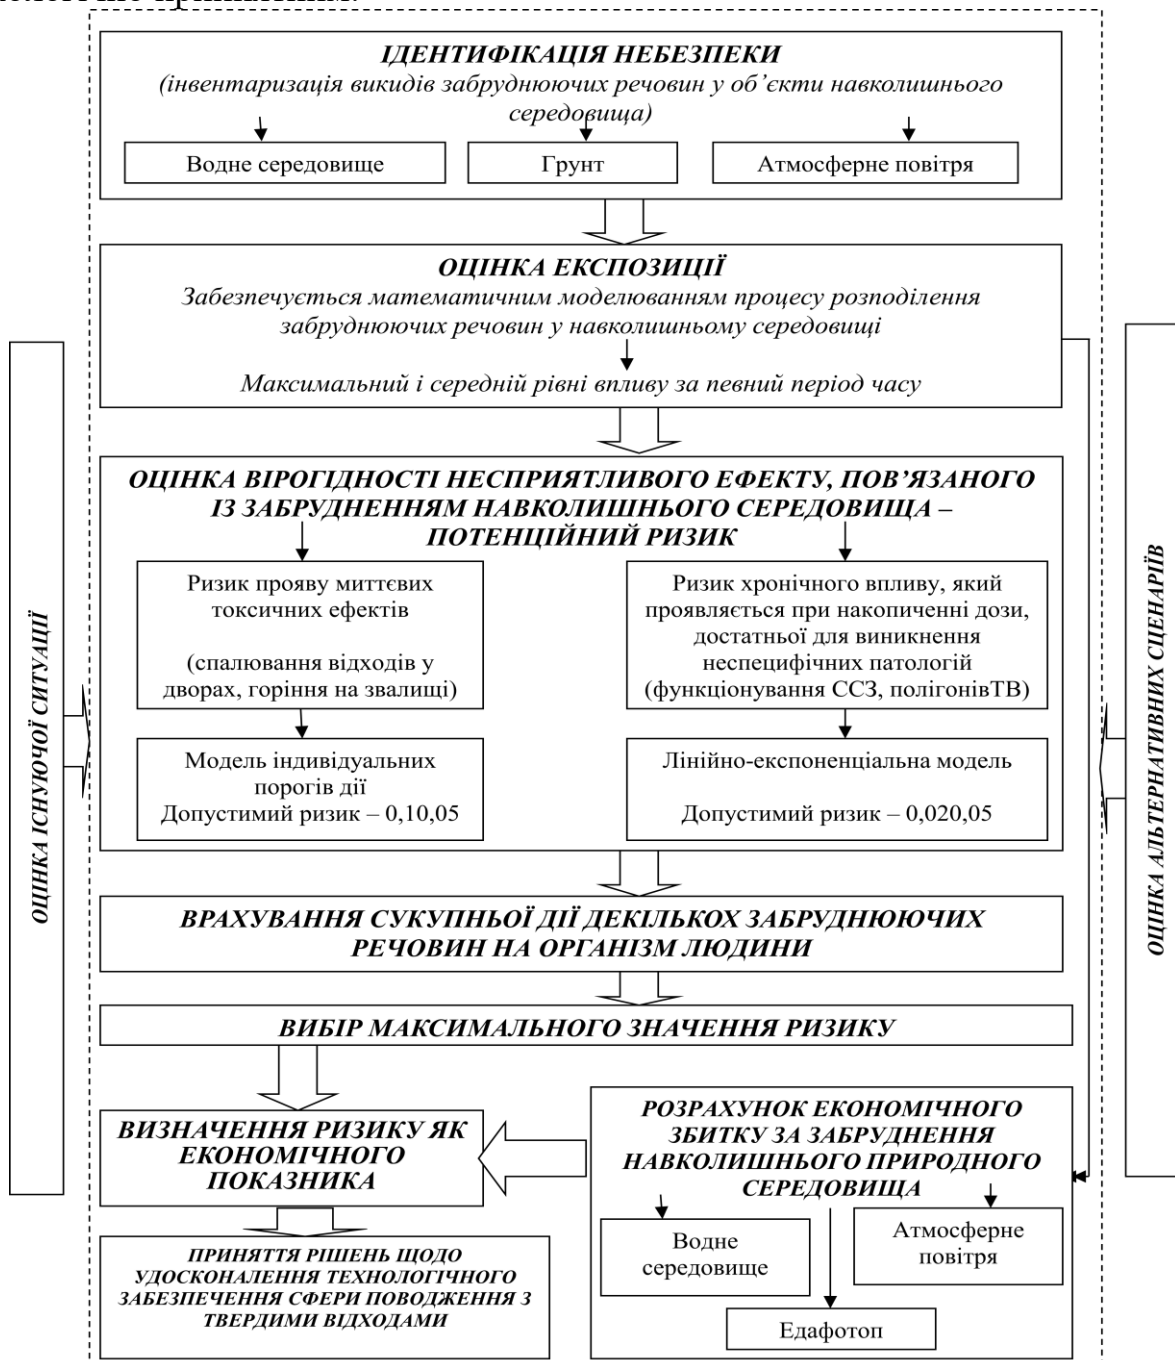 ІДЕНТИФІКАЦІЯ НЕБЕЗПЕКИ
(інвентаризація викидів забруднюючих речовин у об’єкти навколишнього
середовища)
Водне середовище
Грунт
Атмосферне повітря
ОЦІНКА ЕКСПОЗИЦІЇ
Забезпечується математичним моделюванням процесу розподілення
забруднюючих речовин у навколишньому середовищі
Максимальний і середній рівні впливу за певний період часу
ОЦІНКА ІСНУЮЧОЇ СИТУАЦІЇ
ОЦІНКА АЛЬТЕРНАТИВНИХ СЦЕНАРІЇВ
ОЦІНКА ВІРОГІДНОСТІ НЕСПРИЯТЛИВОГО ЕФЕКТУ, ПОВ’ЯЗАНОГО
ІЗ ЗАБРУДНЕННЯМ НАВКОЛИШНЬОГО СЕРЕДОВИЩА –
ПОТЕНЦІЙНИЙ РИЗИК
Ризик прояву миттєвих
токсичних ефектів
(спалювання відходів у
дворах, горіння на звалищі)
Ризик хронічного впливу, який
проявляється при накопиченні дози,
достатньої для виникнення
неспецифічних патологій
(функціонування ССЗ, полігонівТВ)
Модель індивідуальних
порогів дії
Допустимий ризик – 0,10,05
Лінійно-експоненціальна модель
Допустимий ризик – 0,020,05
ВРАХУВАННЯ СУКУПНЬОЇ ДІЇ ДЕКІЛЬКОХ ЗАБРУДНЮЮЧИХ
РЕЧОВИН НА ОРГАНІЗМ ЛЮДИНИ
ВИБІР МАКСИМАЛЬНОГО ЗНАЧЕННЯ РИЗИКУ
ВИЗНАЧЕННЯ РИЗИКУ ЯК
ЕКОНОМІЧНОГО
ПОКАЗНИКА
РОЗРАХУНОК ЕКОНОМІЧНОГО
ЗБИТКУ ЗА ЗАБРУДНЕННЯ
НАВКОЛИШНЬОГО ПРИРОДНОГО
СЕРЕДОВИЩА
Водне
середовище
Атмосферне
повітря
Едафотоп
ПРИЙНЯТТЯ РІШЕНЬ ЩОДО
УДОСКОНАЛЕННЯ ТЕХНОЛОГІЧНОГО
ЗАБЕЗПЕЧЕННЯ СФЕРИ ПОВОДЖЕННЯ З
ТВЕРДИМИ ВІДХОДАМИ